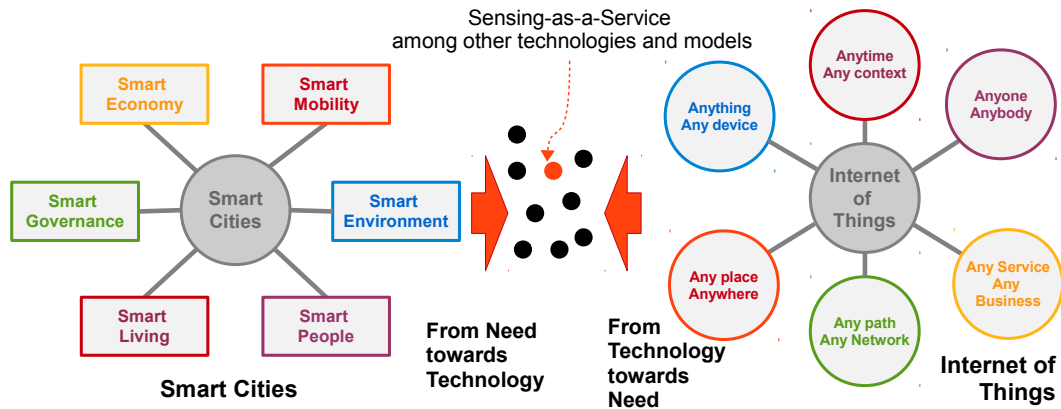 Sensing-as-a-Service
among other technologies and models
Smart
Economy
Smart
Mobility
Smart
Governance
Smart
Cities
Smart
Environment
Smart
Living
Smart
People
Smart Cities
From Need
towards
Technology
From
Technology
towards
Need
Anytime
Any context
Anything
Any device
Anyone
Anybody
Internet
of
Things
Any place
Anywhere
Any path
Any Network
Any Service
Any
Business
Internet of
Things